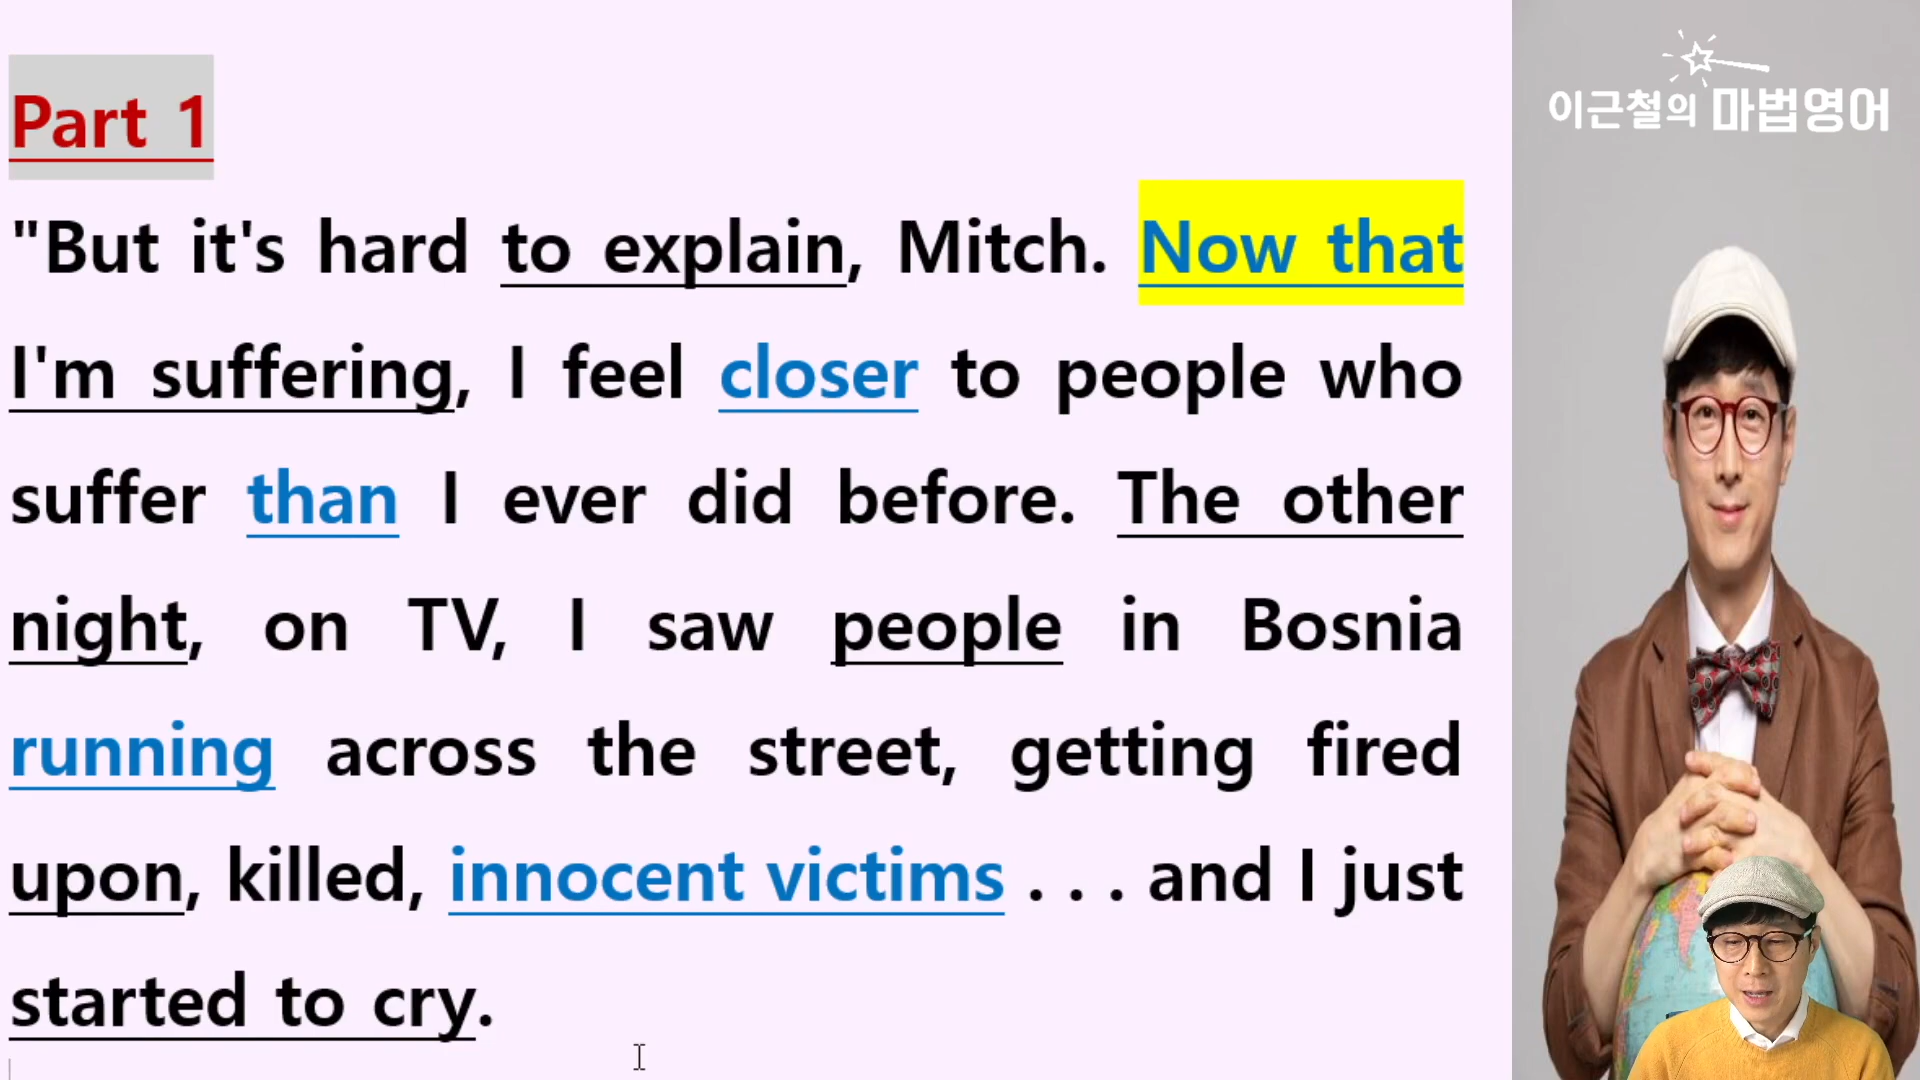 Part 1
"But it's hard to explain, Mitch. Now that
I'm suffering, I feel closer to people who
suffer than I ever did before. The other
night, on TV, I saw people in Bosnia
running across the street, getting fired
upon, killed, innocent victims . . . and I just
started to cry.
이근철의 마법영어